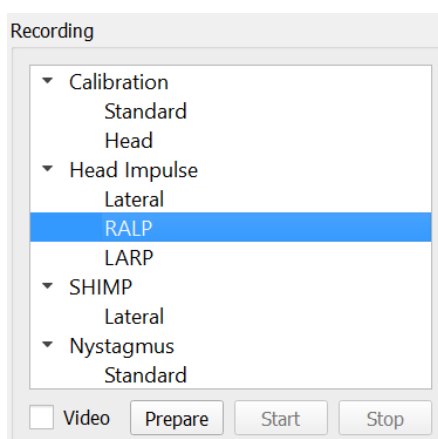 Recording
Calibration
Standard
Head
Head Impulse
Lateral
RALP
LARP
SHIMP
Lateral
Nystagmus
Standard
Video Prepare Start Stop